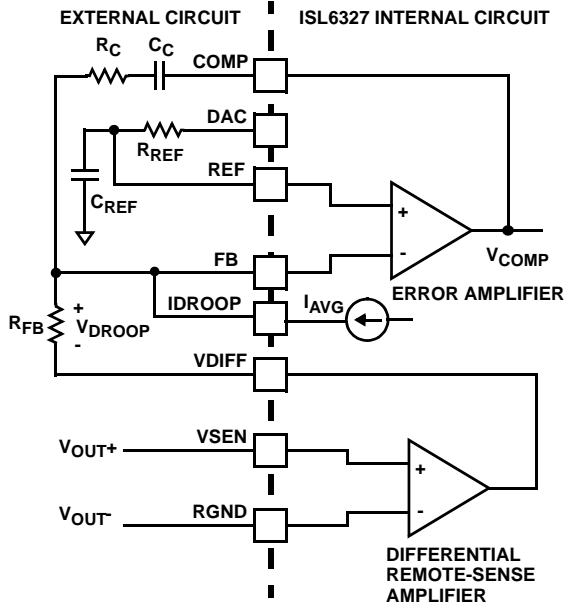 EXTERNAL CIRCUIT
ISL6327 INTERNAL CIRCUIT
RC
CC
COMP
DAC
RREF
REF
CREF
+
-
VCOMP
FB
ERROR AMPLIFIER
IDROOP
IAVG
RFB
+
VDROOP
-
VDIFF
VOUT+
VSEN
+
VOUT-
RGND
-
DIFFERENTIAL
REMOTE-SENSE
AMPLIFIER